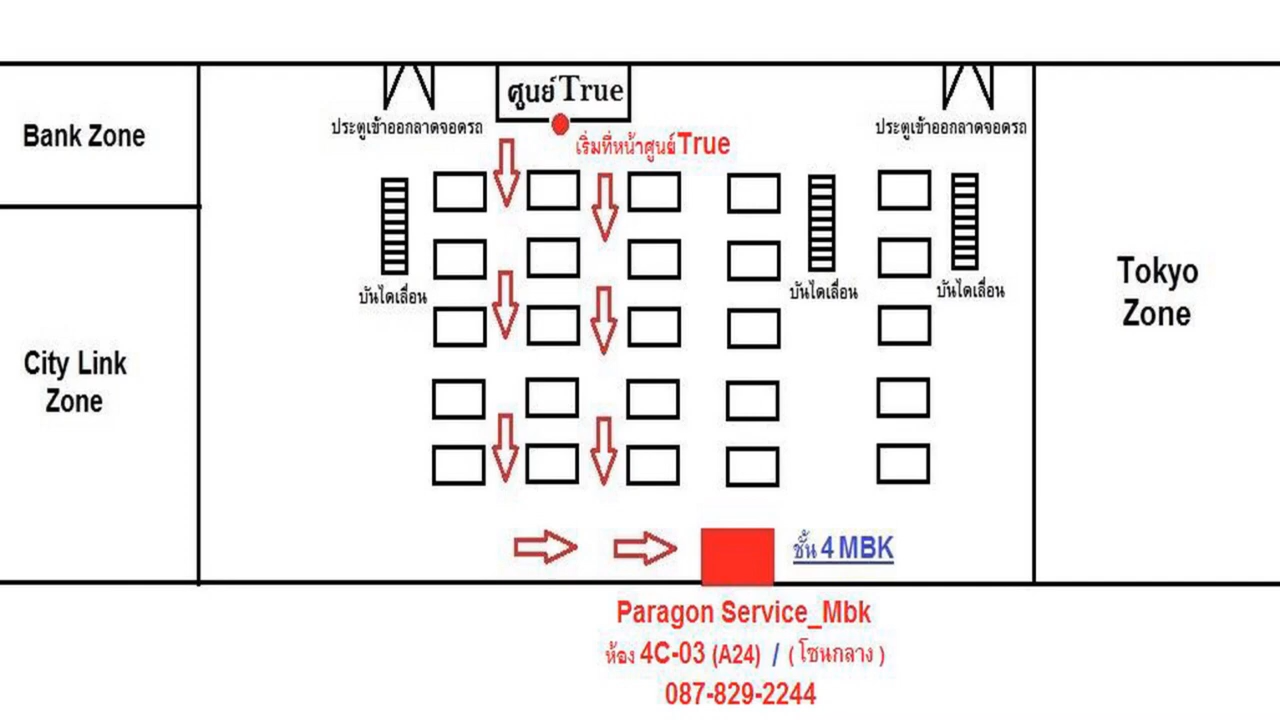 ศูนย์True
ประตูเข้าออกลาดจอดรถ
ประตูเข้าออกลาดจอดรถ
Bank Zone
เริ่มที่หน้าศูนย์True
บันไดเลื่อน
บันไดเลื่อน
บันไดเลื่อน
Tokyo
Zone
City Link
Zone
ชั้น 4 MBK
Paragon Service_Mbk
ห้อง 4C-03 (A24) / (โซนกลาง)
087-829-2244